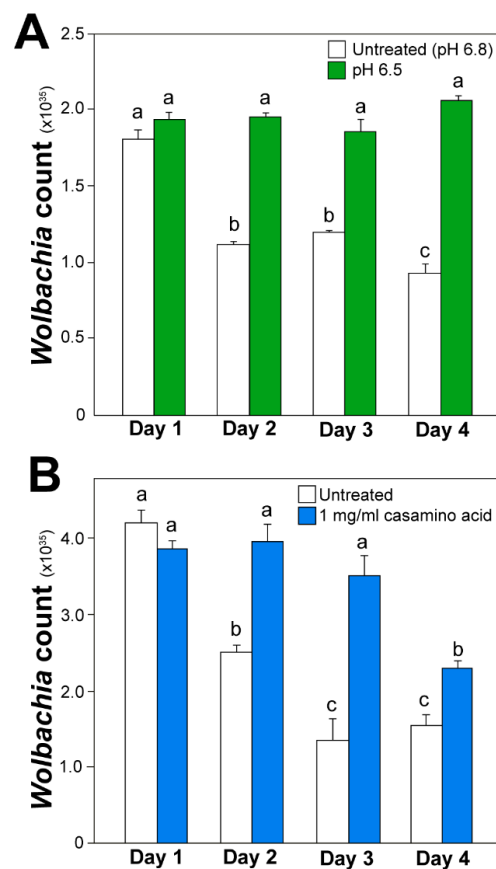 A
Untreated (pH 6.8)
pH 6.5
Wolbachia count (x10³⁵)
2.5
2.0
1.5
1.0
0.5
0
a a
b a
b a
c a
Day 1 Day 2 Day 3 Day 4
B
Untreated
1 mg/ml casamino acid
Wolbachia count (x10³⁵)
4.0
3.0
2.0
1.0
0
a a
b a
c a
c b
Day 1 Day 2 Day 3 Day 4